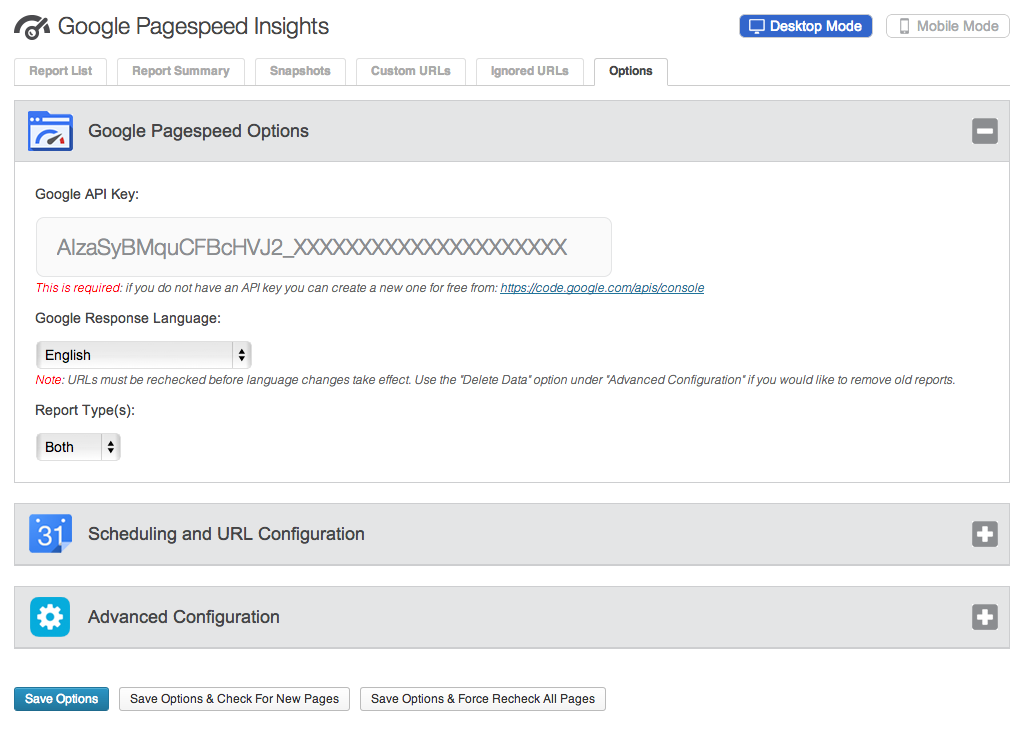 Google Pagespeed Insights
Desktop Mode
Mobile Mode
Report List
Report Summary
Snapshots
Custom URLs
Ignored URLs
Options
Google Pagespeed Options
Google API Key:
AIzaSyBMquCFBcHVJ2_XXXXXXXXXXXXXXXXXXXXX
This is required: if you do not have an API key you can create a new one for free from: https://code.google.com/apis/console
Google Response Language:
English
Note: URLs must be rechecked before language changes take effect. Use the "Delete Data" option under "Advanced Configuration" if you would like to remove old reports.
Report Type(s):
Both
31
Scheduling and URL Configuration
Advanced Configuration
Save Options
Save Options & Check For New Pages
Save Options & Force Recheck All Pages